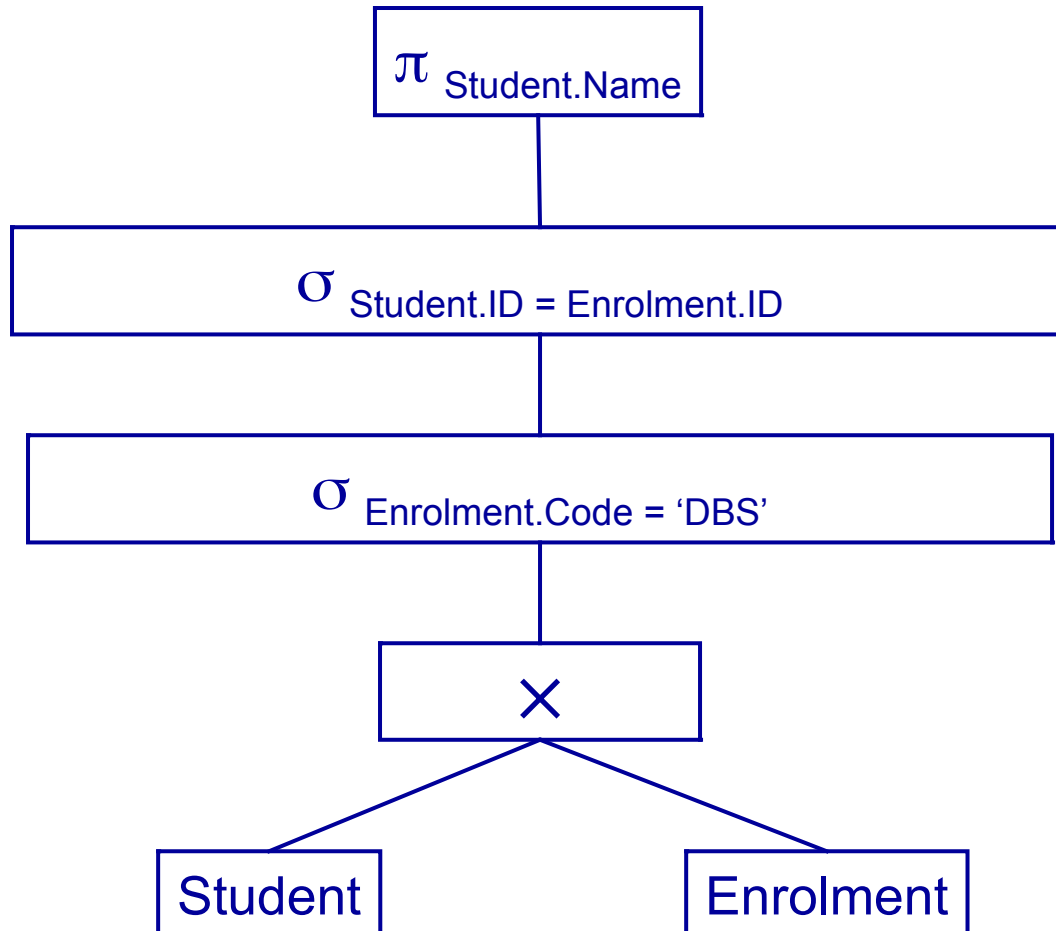 π Student.Name
σ Student.ID = Enrolment.ID
σ Enrolment.Code = ‘DBS’
×
Student
Enrolment